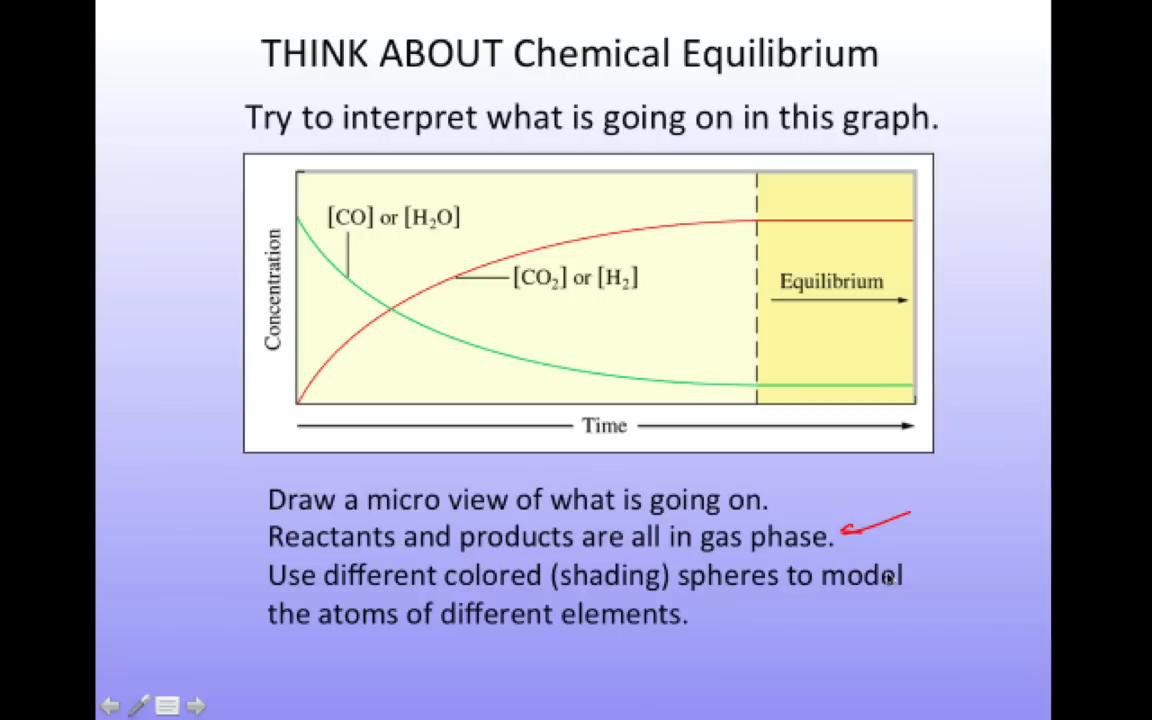 THINK ABOUT Chemical Equilibrium
Try to interpret what is going on in this graph.
[CO] or [H₂O]
[CO₂] or [H₂]
Equilibrium
Concentration
Time
Draw a micro view of what is going on.
Reactants and products are all in gas phase.
Use different colored (shading) spheres to model
the atoms of different elements.